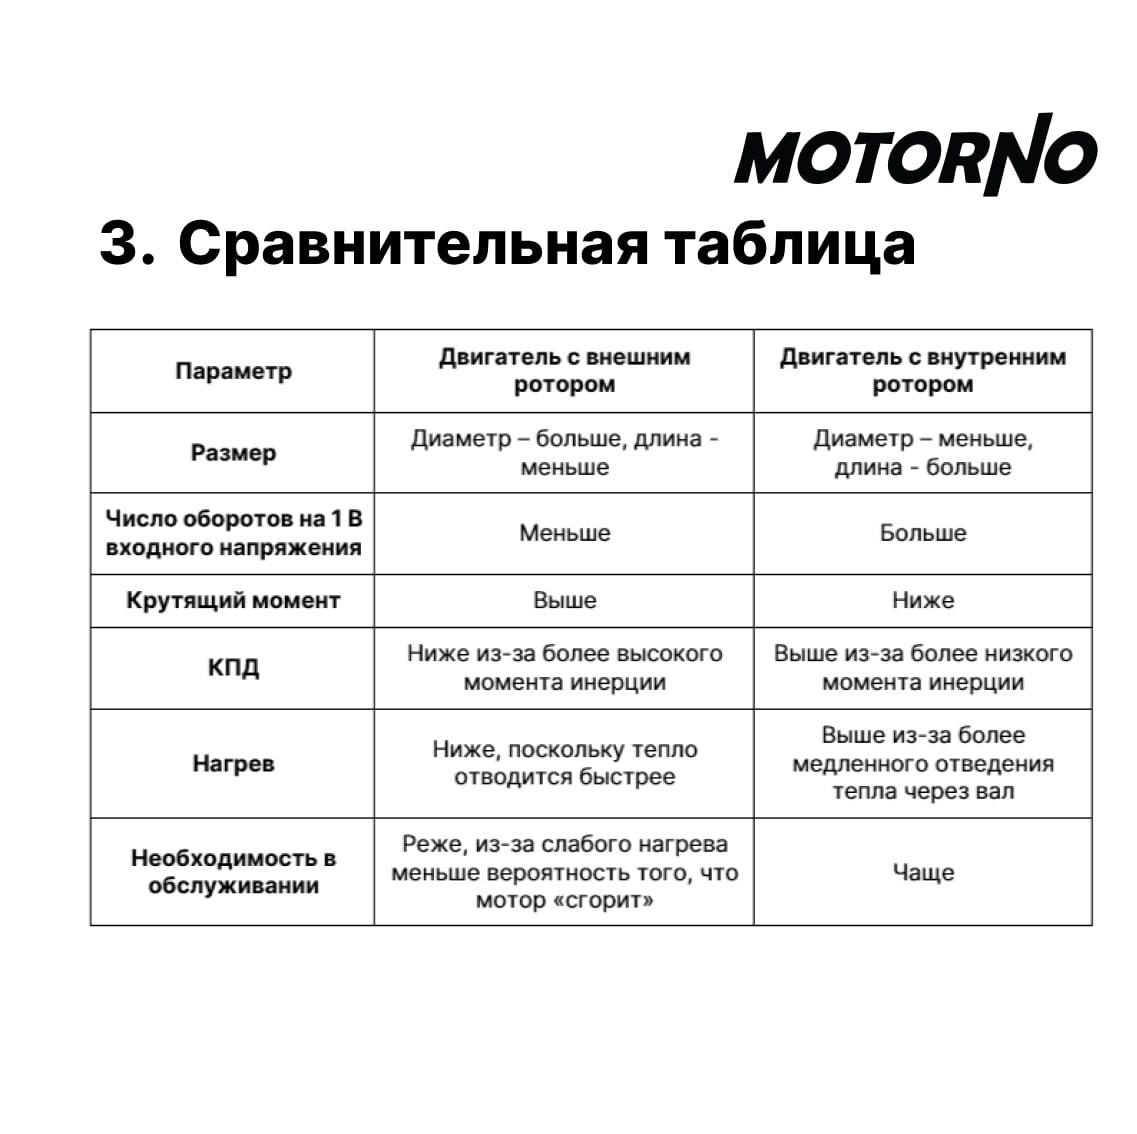 MOTORNO
3. Сравнительная таблица
Параметр
Двигатель с внешним
ротором
Двигатель с внутренним
ротором
Размер
Диаметр – больше, длина -
меньше
Диаметр – меньше,
длина - больше
Число оборотов на 1 В
входного напряжения
Меньше
Больше
Крутящий момент
Выше
Ниже
КПД
Ниже из-за более высокого
момента инерции
Выше из-за более низкого
момента инерции
Нагрев
Ниже, поскольку тепло
отводится быстрее
Выше из-за более
медленного отведения
тепла через вал
Необходимость в
обслуживании
Реже, из-за слабого нагрева
меньше вероятность того, что
мотор «сгорит»
Чаще